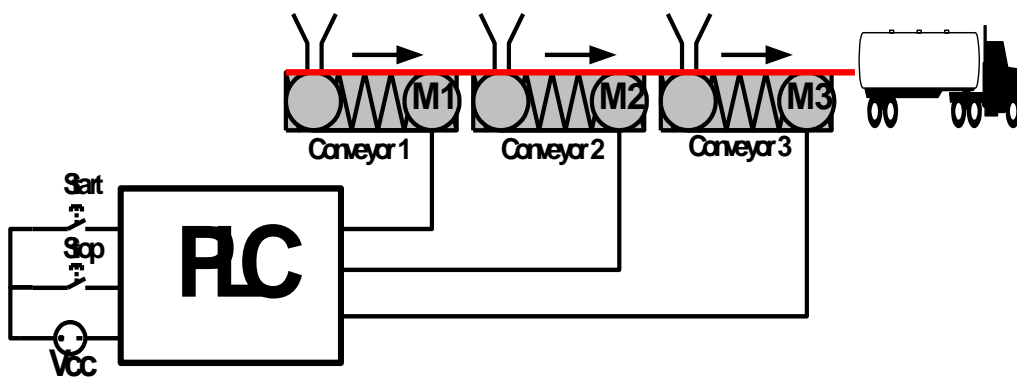 M1 M2 M3
Conveyor 1 Conveyor 2 Conveyor 3
Start
Stop
PLC
Vcc